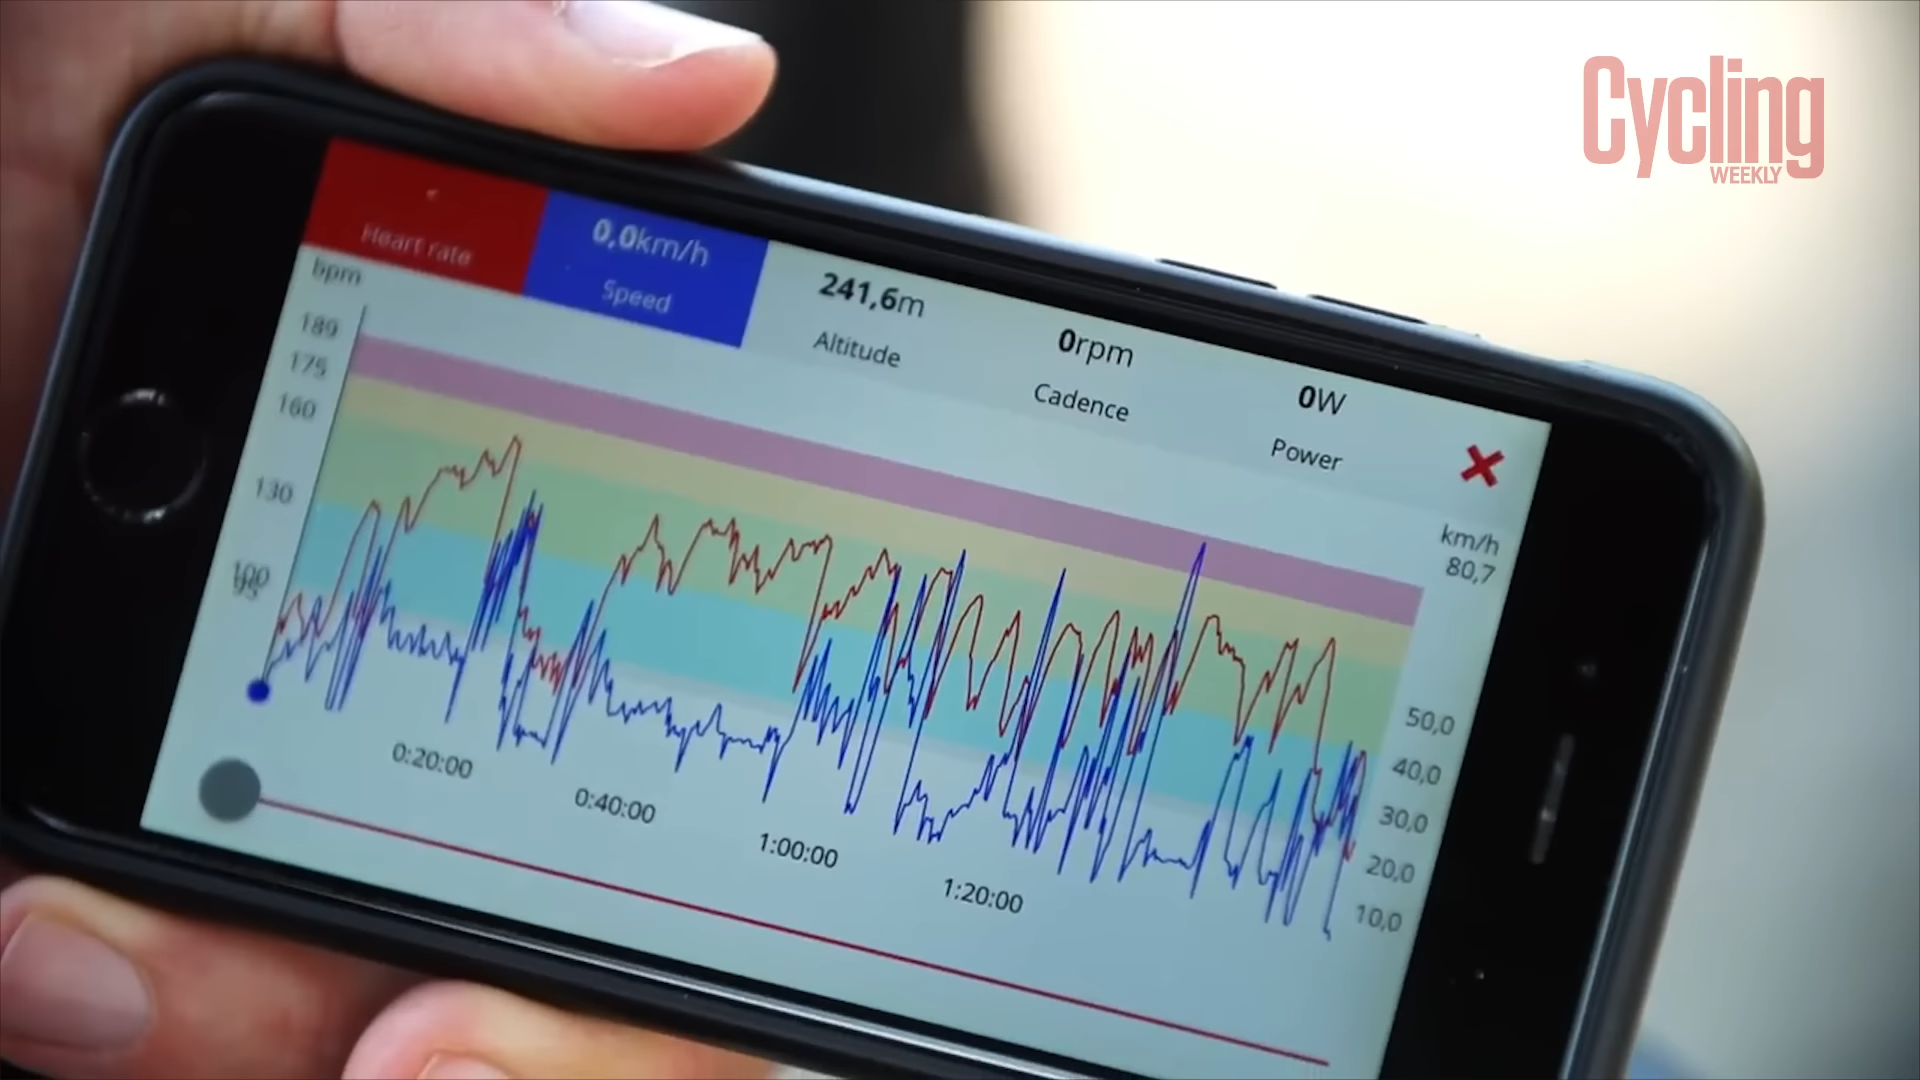 Cycling
WEEKLY
Heart rate
0,0km/h
Speed
241,6m
Altitude
0rpm
Cadence
0W
Power
bpm
189
175
160
130
100
95
km/h
80,7
50,0
40,0
30,0
20,0
10,0
0:20:00
0:40:00
1:00:00
1:20:00